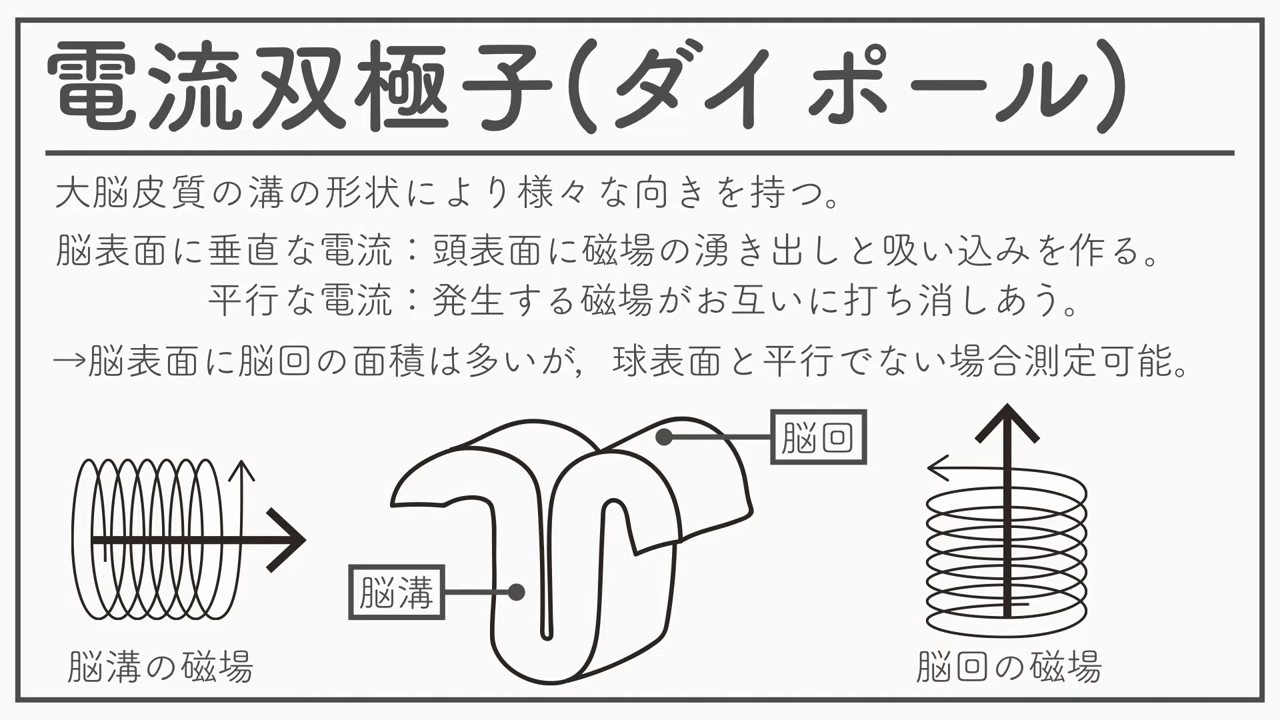 電流双極子(ダイポール)
大脳皮質の溝の形状により様々な向きを持つ。
脳表面に垂直な電流：頭表面に磁場の湧き出しと吸い込みを作る。
平行な電流：発生する磁場がお互いに打ち消しあう。
→脳表面に脳回の面積は多いが，球表面と平行でない場合測定可能。
脳回
脳溝
脳溝の磁場
脳回の磁場